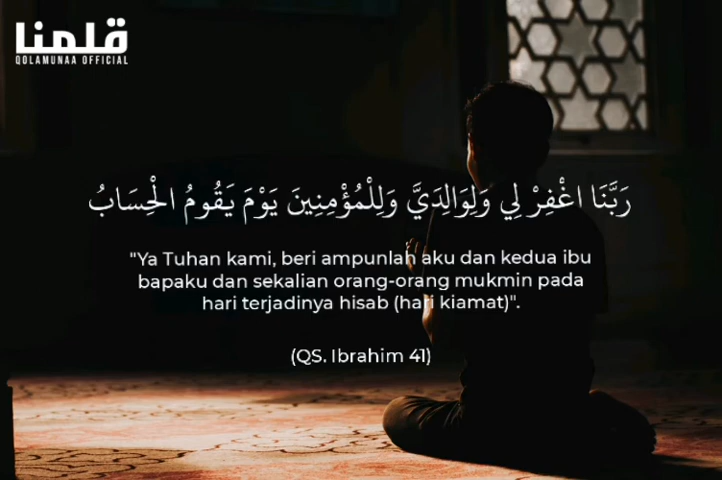 قلمنا
QOLAMUNAA OFFICIAL
رَبَّنَا اغْفِرْ لِي وَلِوَالِدَيَّ وَلِلْمُؤْمِنِينَ يَوْمَ يَقُومُ الْحِسَابُ
"Ya Tuhan kami, beri ampunlah aku dan kedua ibu
bapaku dan sekalian orang-orang mukmin pada
hari terjadinya hisab (hari kiamat)".
(QS. Ibrahim 41)